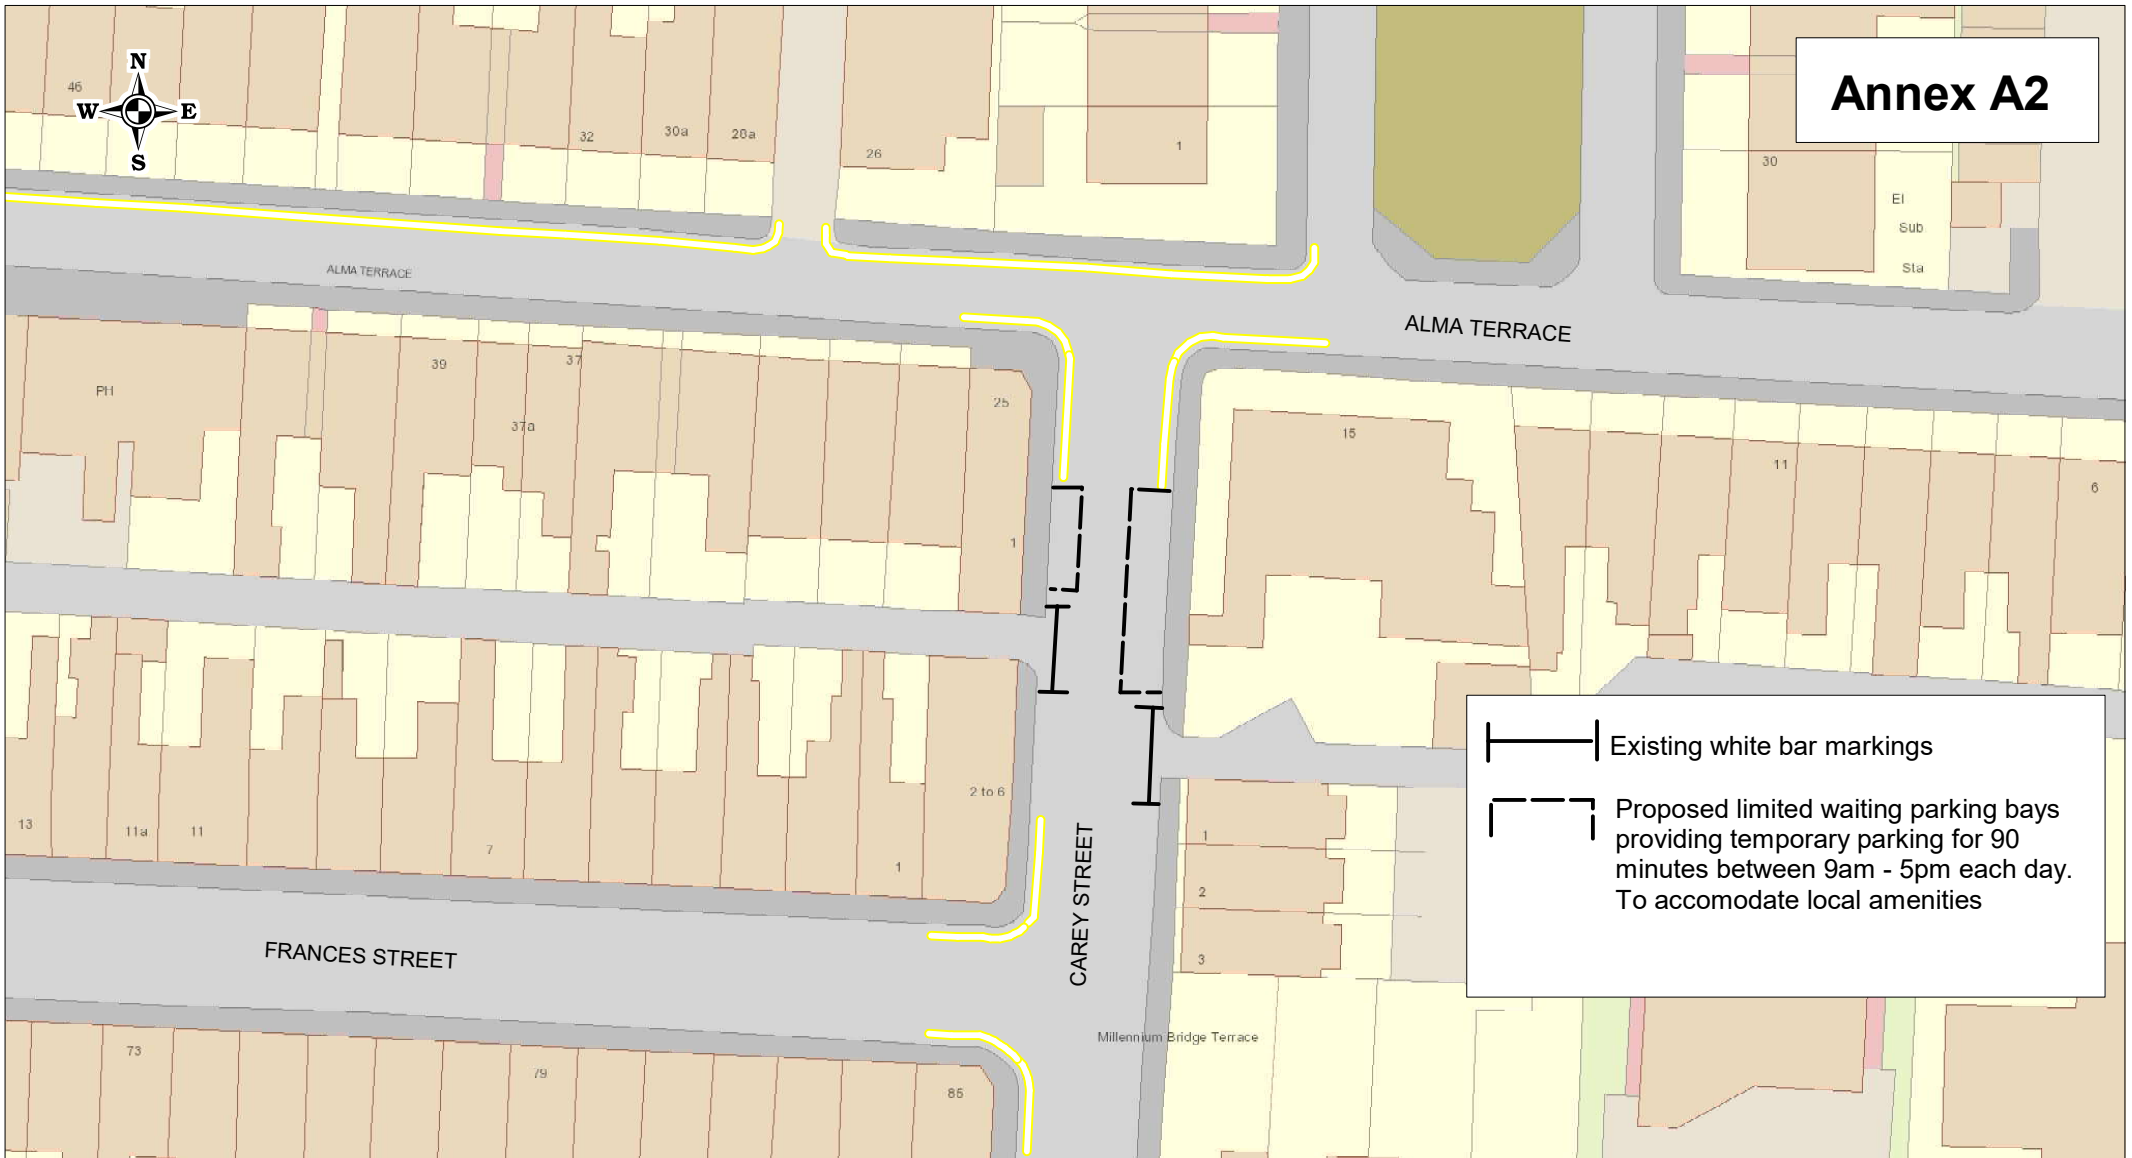 Annex A2
N
W E
S
46
32
30a
28a
26
1
30
El
Sub
Sta
ALMA TERRACE
ALMA TERRACE
PH
39
37
37a
25
1
15
11
6
13
11a
11
7
1
2 to 6
1
2
3
CAREY STREET
FRANCES STREET
Millennium Bridge Terrace
73
79
85
Existing white bar markings
Proposed limited waiting parking bays
providing temporary parking for 90
minutes between 9am - 5pm each day.
To accomodate local amenities